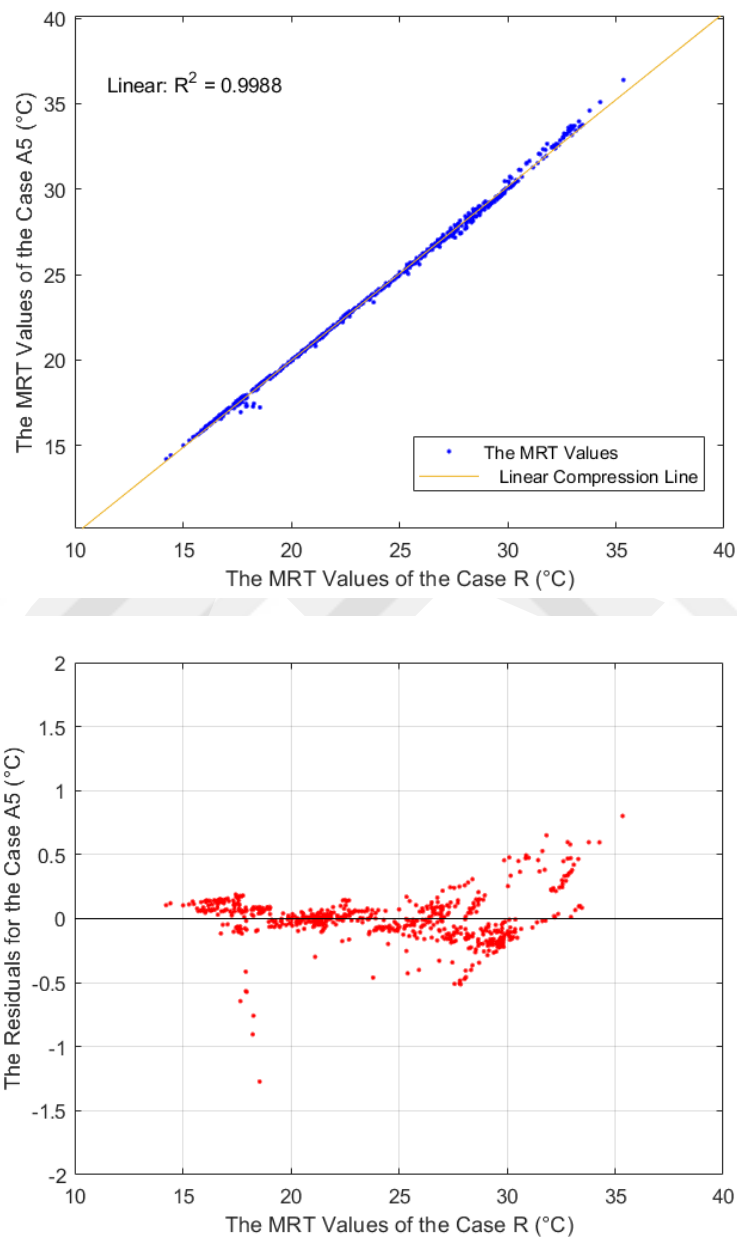 40
35
30
25
20
15
Linear: R² = 0.9988
The MRT Values of the Case A5 (°C)
The MRT Values
Linear Compression Line
10 15 20 25 30 35 40
The MRT Values of the Case R (°C)
2
1.5
1
0.5
0
-0.5
-1
-1.5
-2
The Residuals for the Case A5 (°C)
10 15 20 25 30 35 40
The MRT Values of the Case R (°C)